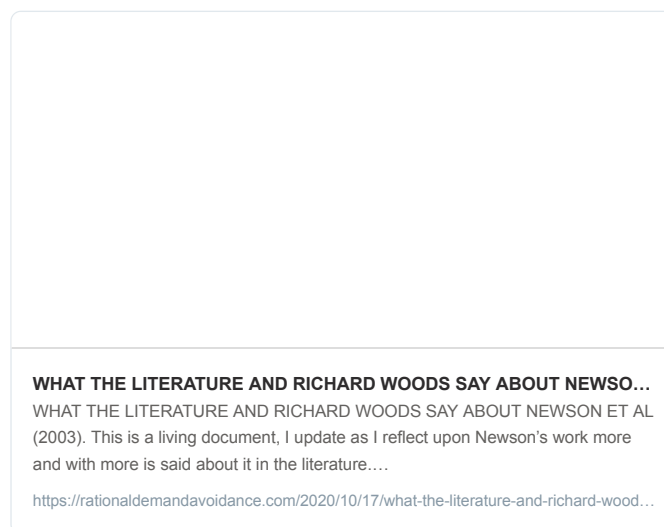 WHAT THE LITERATURE AND RICHARD WOODS SAY ABOUT NEWSO…
WHAT THE LITERATURE AND RICHARD WOODS SAY ABOUT NEWSON ET AL
(2003). This is a living document, I update as I reflect upon Newson’s work more
and with more is said about it in the literature.…
https://rationaldemandavoidance.com/2020/10/17/what-the-literature-and-richard-wood…